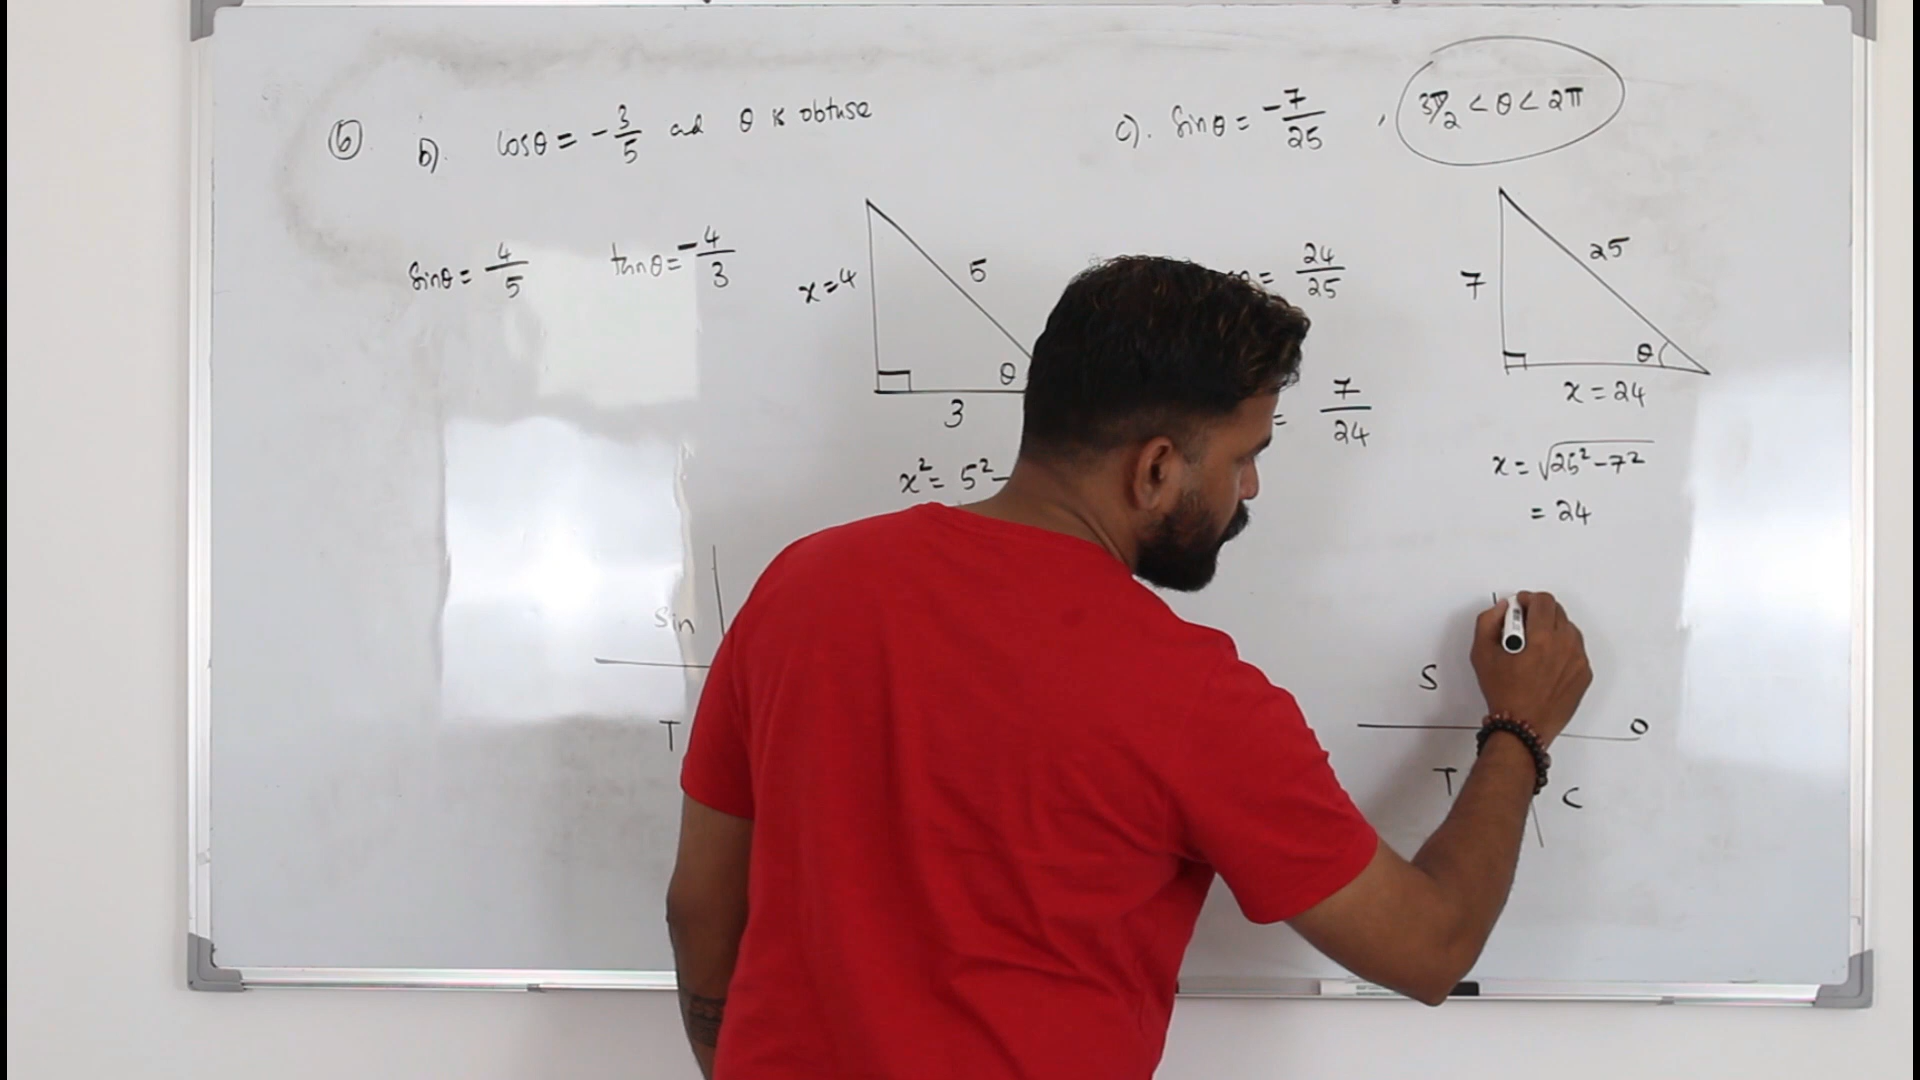 6
b). cosθ = -3/5 and θ is obtuse
sinθ = 4/5 tanθ = -4/3
x=4
5
θ
3
x² = 5² -
Sin
T
c). Sinθ = -7/25 , 3π/2 < θ < 2π
θ = 24/25
= 7/24
7
25
θ
x = 24
x = √25² - 7²
= 24
S
0
T
C